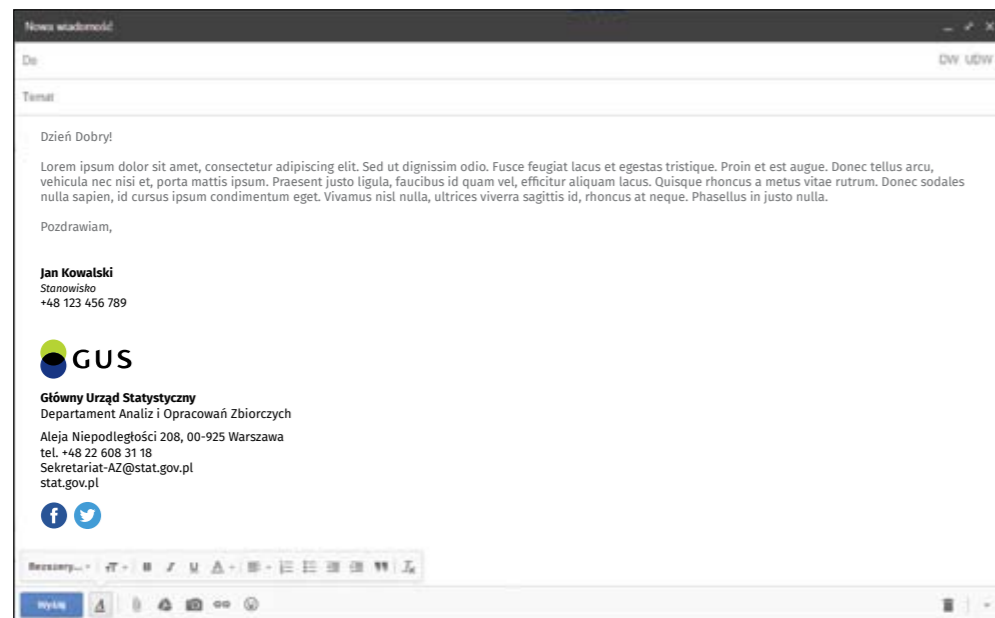 Nowa wiadomość
Do
DW UDW
Temat
Dzień Dobry!
Lorem ipsum dolor sit amet, consectetur adipiscing elit. Sed ut dignissim odio. Fusce feugiat lacus et egestas tristique. Proin et est augue. Donec tellus arcu,
vehicula nec nisi et, porta mattis ipsum. Praesent justo ligula, faucibus id quam vel, efficitur aliquam lacus. Quisque rhoncus a metus vitae rutrum. Donec sodales
nulla sapien, id cursus ipsum condimentum eget. Vivamus nisl nulla, ultrices viverra sagittis id, rhoncus at neque. Phasellus in justo nulla.
Pozdrawiam,
Jan Kowalski
Stanowisko
+48 123 456 789
GUS
Główny Urząd Statystyczny
Departament Analiz i Opracowań Zbiorczych
Aleja Niepodległości 208, 00-925 Warszawa
tel. +48 22 608 31 18
Sekretariat-AZ@stat.gov.pl
stat.gov.pl
Wyślij